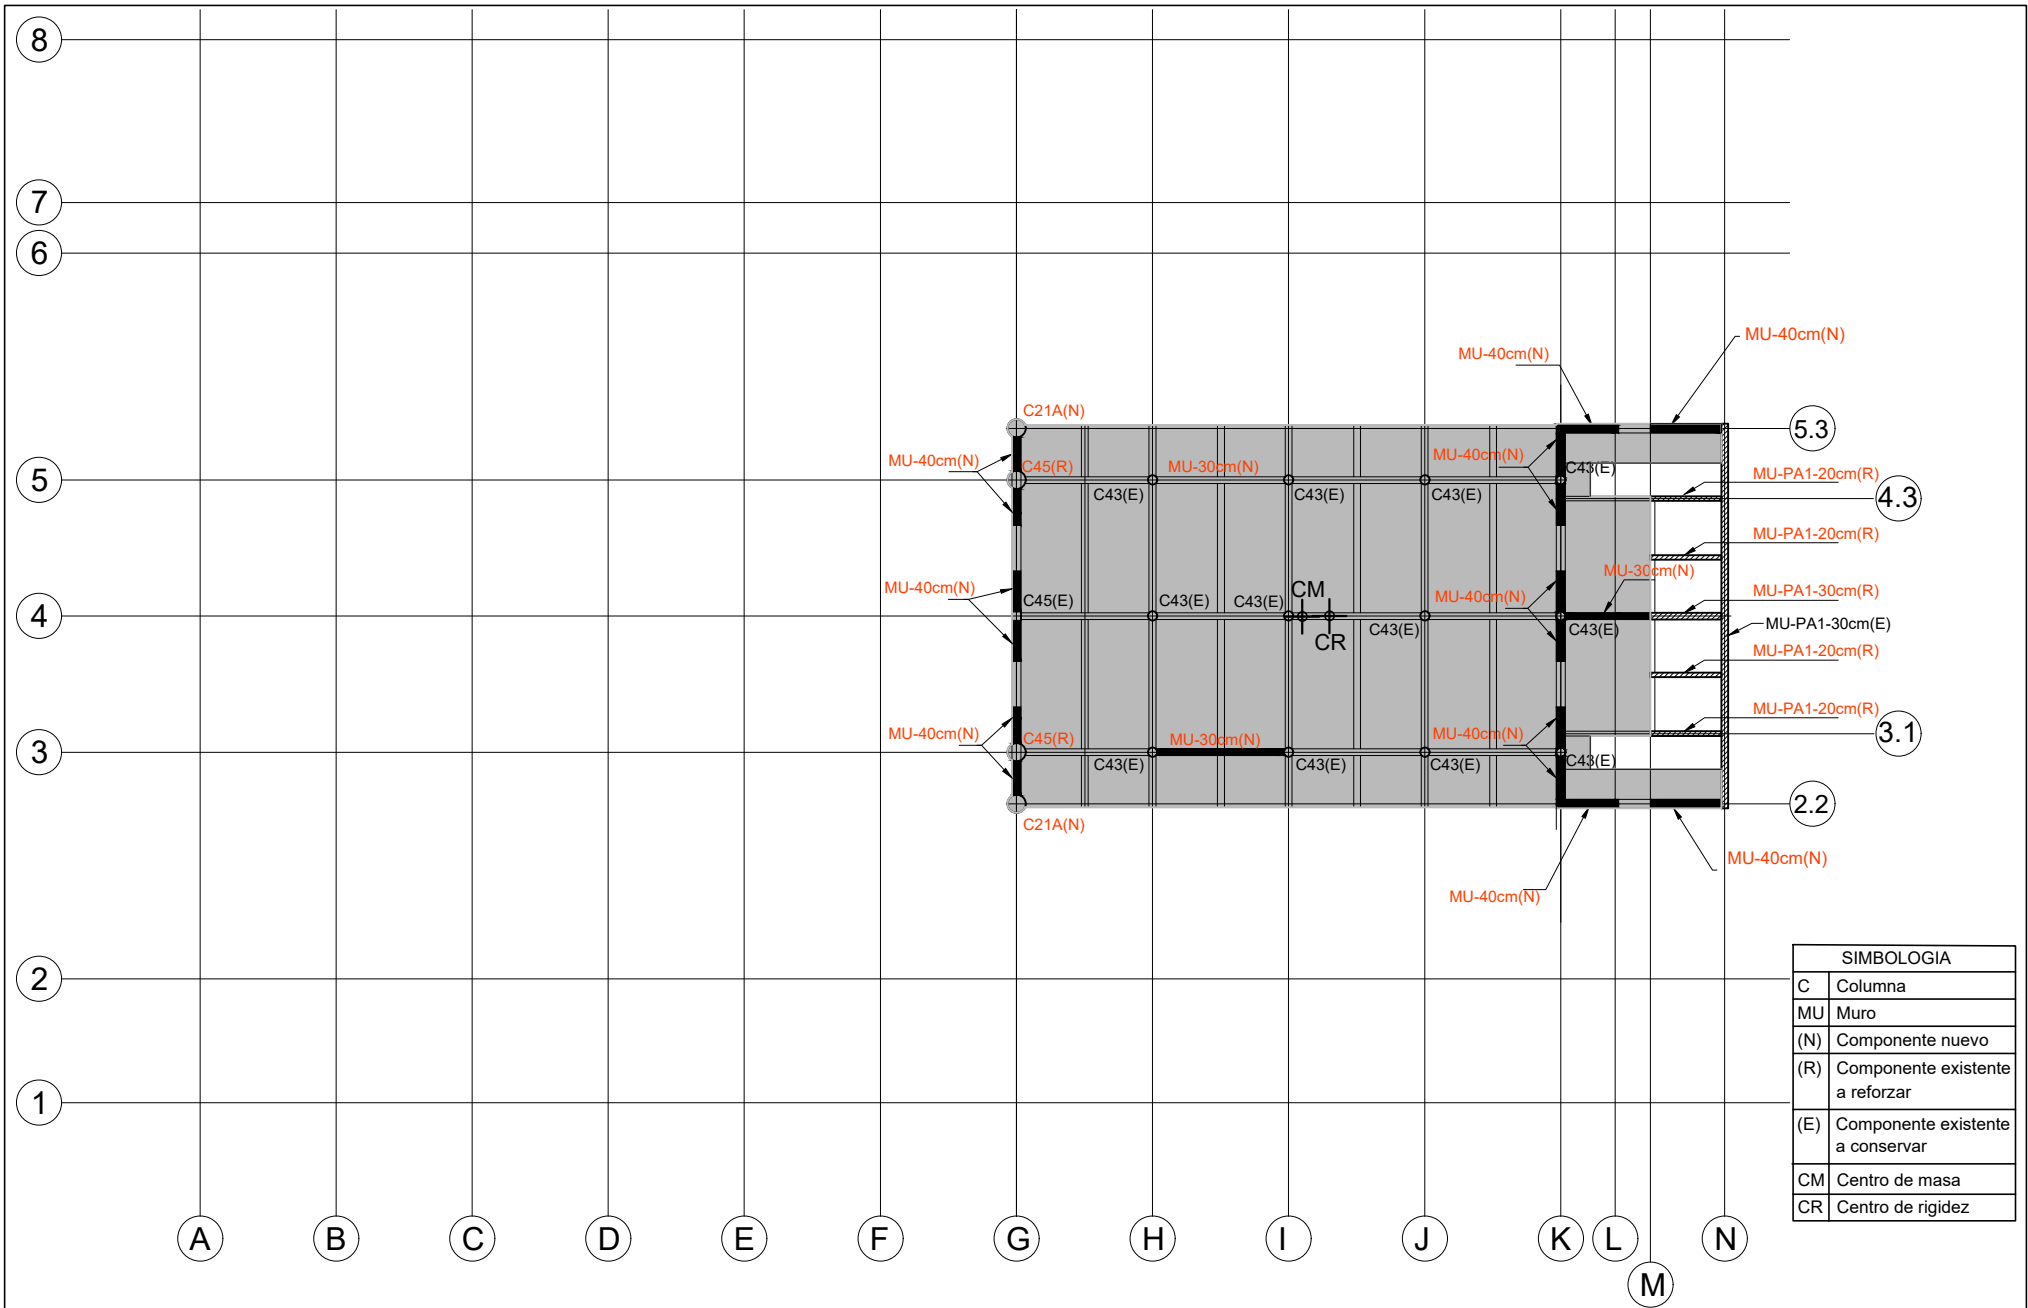 8
7
6
MU-40cm(N)
MU-40cm(N)
C21A(N)
5.3
MU-40cm(N)
C45(R)
MU-30cm(N)
MU-40cm(N)
C43(E)
MU-PA1-20cm(R)
5
C43(E)
C43(E)
C43(E)
4.3
MU-PA1-20cm(R)
MU-40cm(N)
CM
MU-30cm(N)
MU-PA1-30cm(R)
C45(E)
C43(E)
C43(E)
MU-40cm(N)
4
C43(E)
C43(E)
MU-PA1-30cm(E)
CR
MU-PA1-20cm(R)
MU-PA1-20cm(R)
MU-40cm(N)
C45(R)
MU-30cm(N)
MU-40cm(N)
3.1
3
C43(E)
C43(E)
C43(E)
C43(E)
2.2
C21A(N)
MU-40cm(N)
MU-40cm(N)
2
1
SIMBOLOGIA
C Columna
MU Muro
(N) Componente nuevo
(R) Componente existente
a reforzar
(E) Componente existente
a conservar
CM Centro de masa
CR Centro de rigidez
A B C D E F G H I J K L N
M